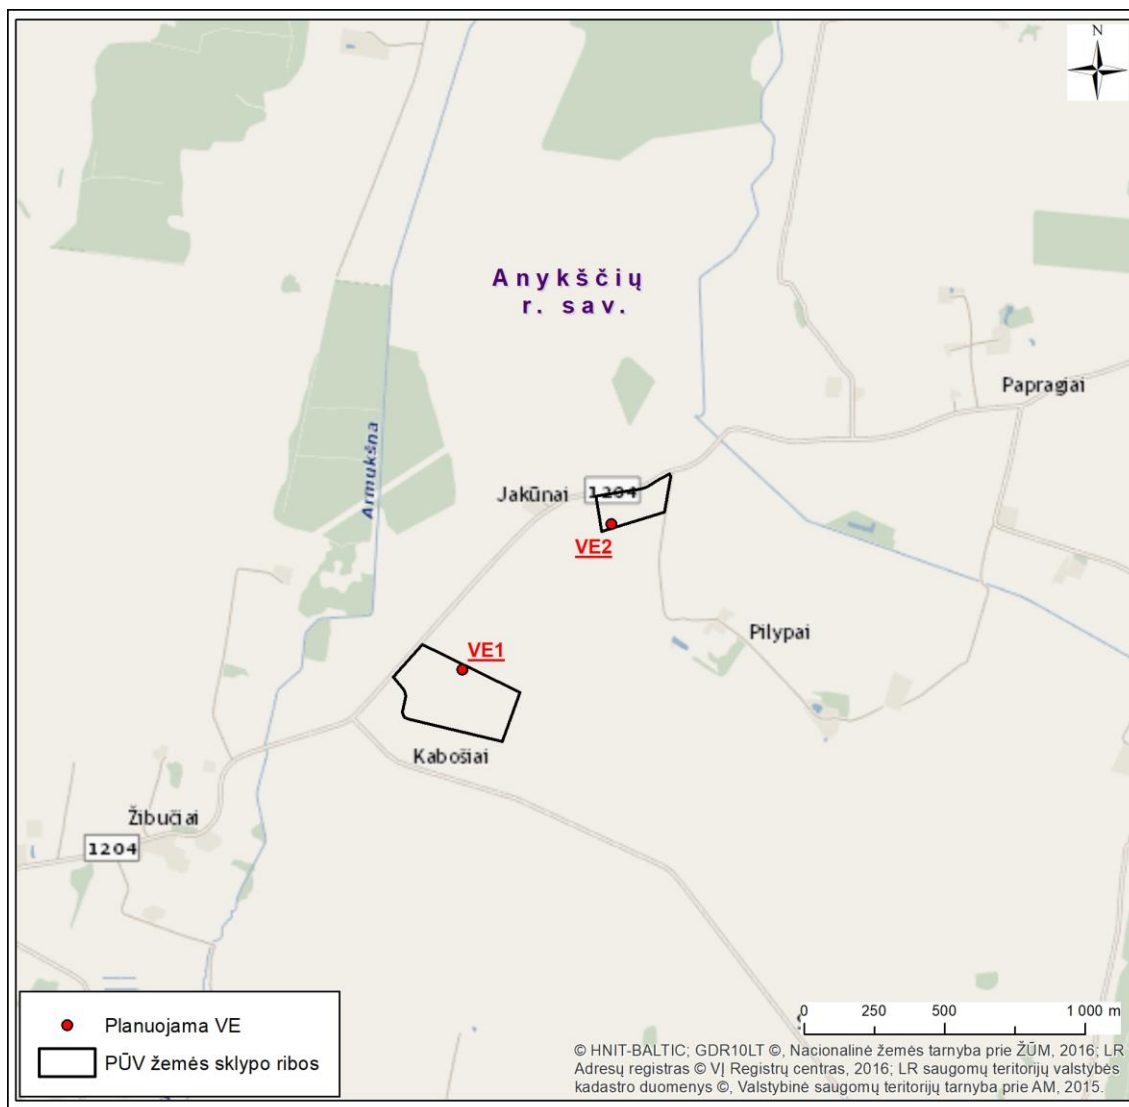 N
Anykščių
r. sav.
Papragiai
Armukšna
Jakūnai
1204
VE2
Pilypai
VE1
Kabošiai
Žibučiai
1204
0 250 500 1 000 m
Planuojama VE
PŪV žemės sklypo ribos
© HNIT-BALTIC; GDR10LT ©, Nacionalinė žemės tarnyba prie ŽŪM, 2016; LR
Adresų registras © VĮ Registrų centras, 2016; LR saugomų teritorijų valstybės
kadastro duomenys ©, Valstybinė saugomų teritorijų tarnyba prie AM, 2015.